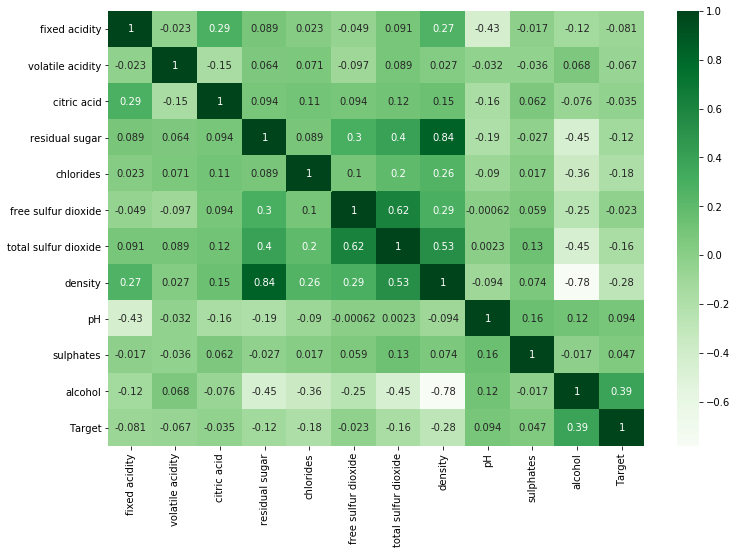 fixed acidity 1 -0.023 0.29 0.089 0.023 -0.049 0.091 0.27 -0.43 -0.017 -0.12 -0.081
volatile acidity -0.023 1 -0.15 0.064 0.071 -0.097 0.089 0.027 -0.032 -0.036 0.068 -0.067
citric acid 0.29 -0.15 1 0.094 0.11 0.094 0.12 0.15 -0.16 0.062 -0.076 -0.035
residual sugar 0.089 0.064 0.094 1 0.089 0.3 0.4 0.84 -0.19 -0.027 -0.45 -0.12
chlorides 0.023 0.071 0.11 0.089 1 0.1 0.2 0.26 -0.09 0.017 -0.36 -0.18
free sulfur dioxide -0.049 -0.097 0.094 0.3 0.1 1 0.62 0.29 -0.00062 0.059 -0.25 -0.023
total sulfur dioxide 0.091 0.089 0.12 0.4 0.2 0.62 1 0.53 0.0023 0.13 -0.45 -0.16
density 0.27 0.027 0.15 0.84 0.26 0.29 0.53 1 -0.094 0.074 -0.78 -0.28
pH -0.43 -0.032 -0.16 -0.19 -0.09 -0.00062 0.0023 -0.094 1 0.16 0.12 0.094
sulphates -0.017 -0.036 0.062 -0.027 0.017 0.059 0.13 0.074 0.16 1 -0.017 0.047
alcohol -0.12 0.068 -0.076 -0.45 -0.36 -0.25 -0.45 -0.78 0.12 -0.017 1 0.39
Target -0.081 -0.067 -0.035 -0.12 -0.18 -0.023 -0.16 -0.28 0.094 0.047 0.39 1
fixed acidity
volatile acidity
citric acid
residual sugar
chlorides
free sulfur dioxide
total sulfur dioxide
density
pH
sulphates
alcohol
Target
1.0
0.8
0.6
0.4
0.2
0.0
−0.2
−0.4
−0.6